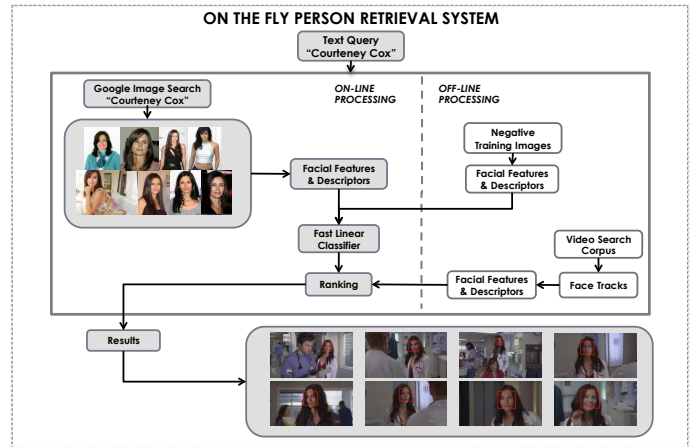 ON THE FLY PERSON RETRIEVAL SYSTEM
Text Query
“Courteney Cox”
Google Image Search
“Courteney Cox”
ON-LINE
PROCESSING
OFF-LINE
PROCESSING
Negative
Training Images
Facial Features
& Descriptors
Facial Features
& Descriptors
Fast Linear
Classifier
Video Search
Corpus
Ranking
Facial Features
& Descriptors
Face Tracks
Results